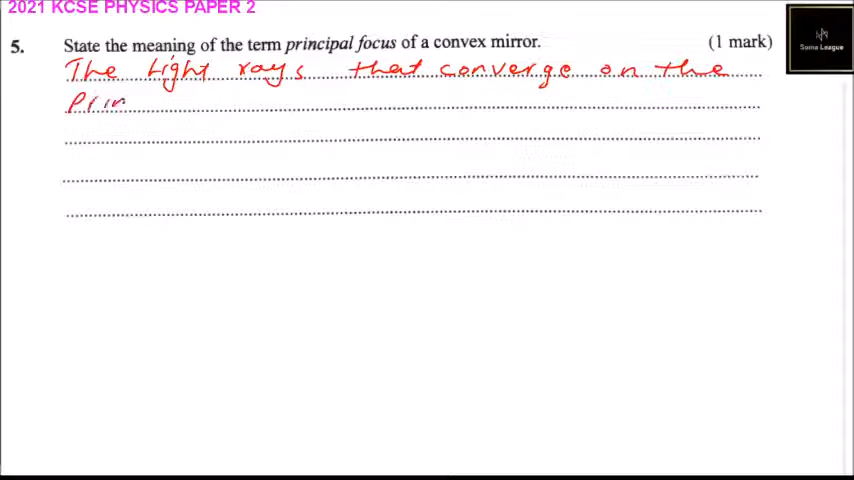 2021 KCSE PHYSICS PAPER 2
5. State the meaning of the term principal focus of a convex mirror. (1 mark)
The light rays that converge on the
Prin
Soma League